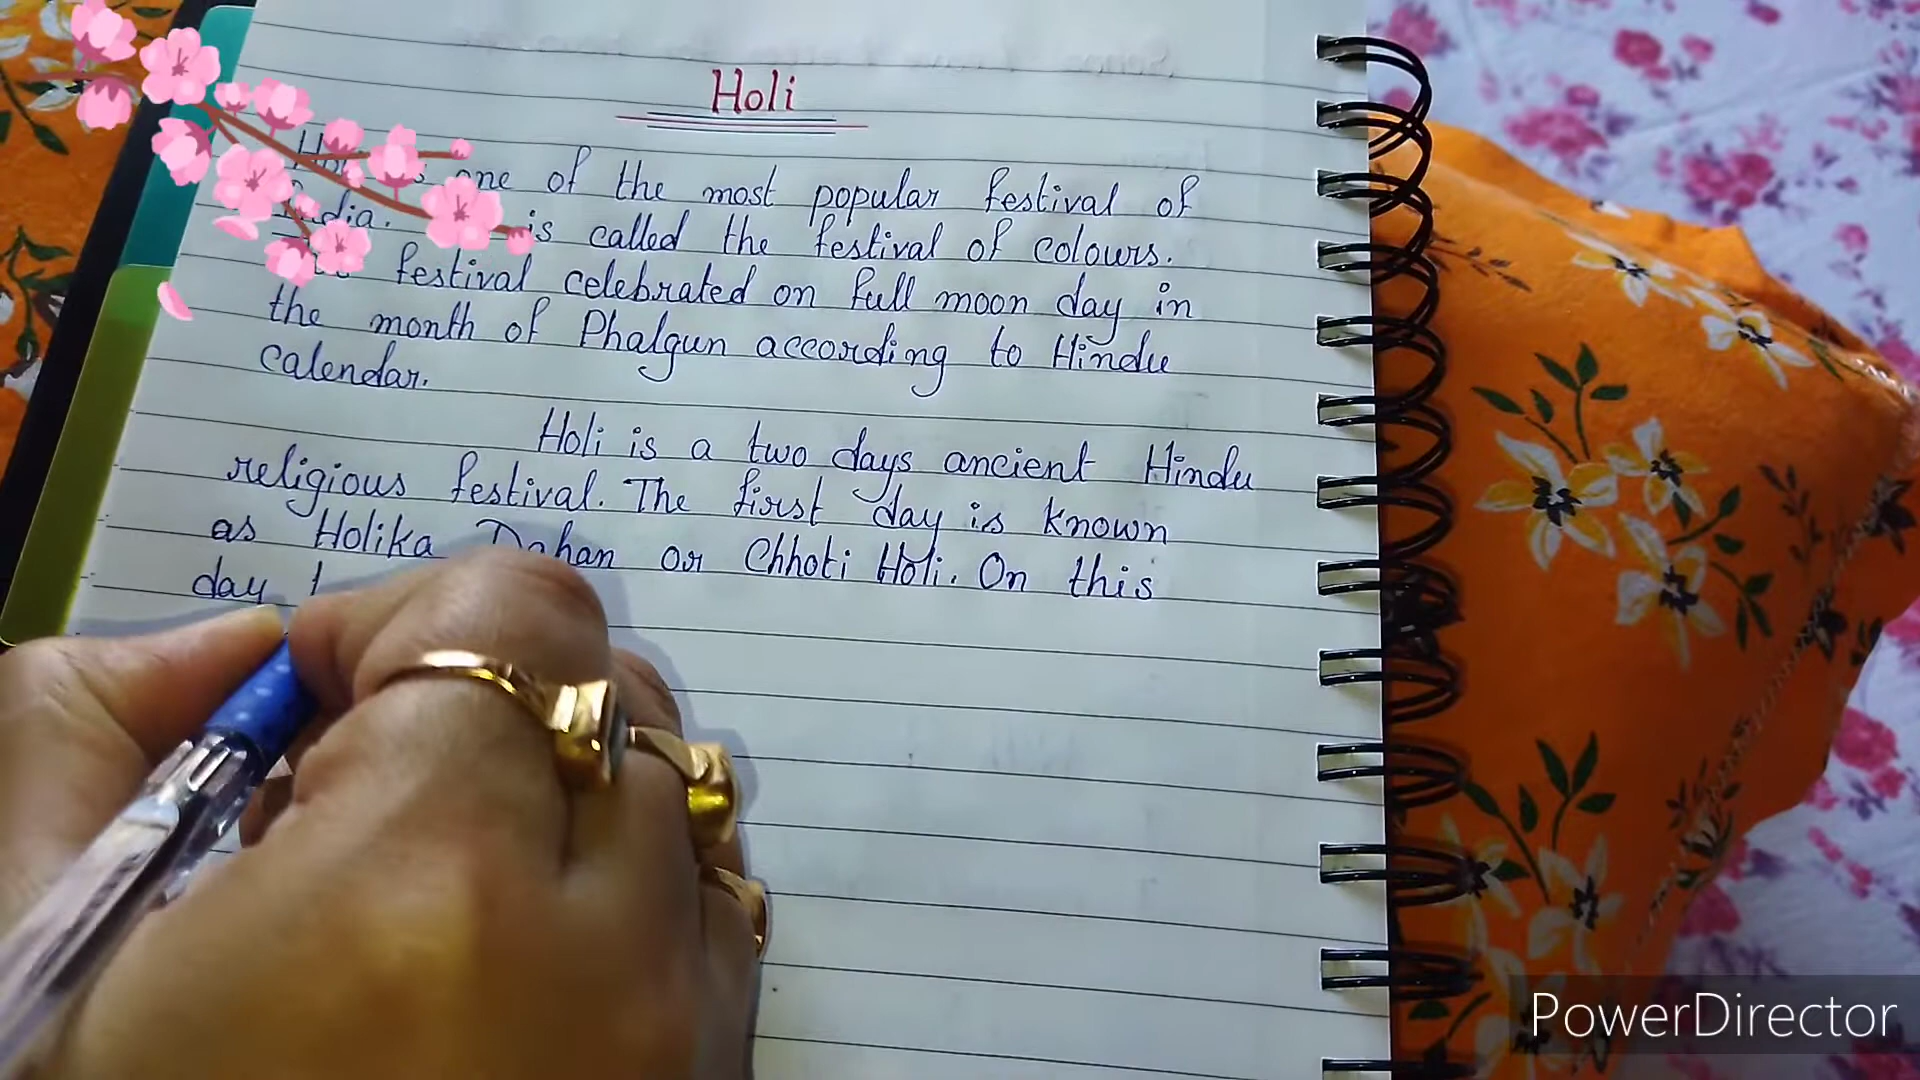 Holi
one of the most popular festival of
India. is called the festival of colours.
festival celebrated on full moon day in
the month of Phalgun according to Hindu
calendar.
Holi is a two days ancient Hindu
religious festival. The first day is known
as Holika Dahan or Chhoti Holi. On this
day
PowerDirector